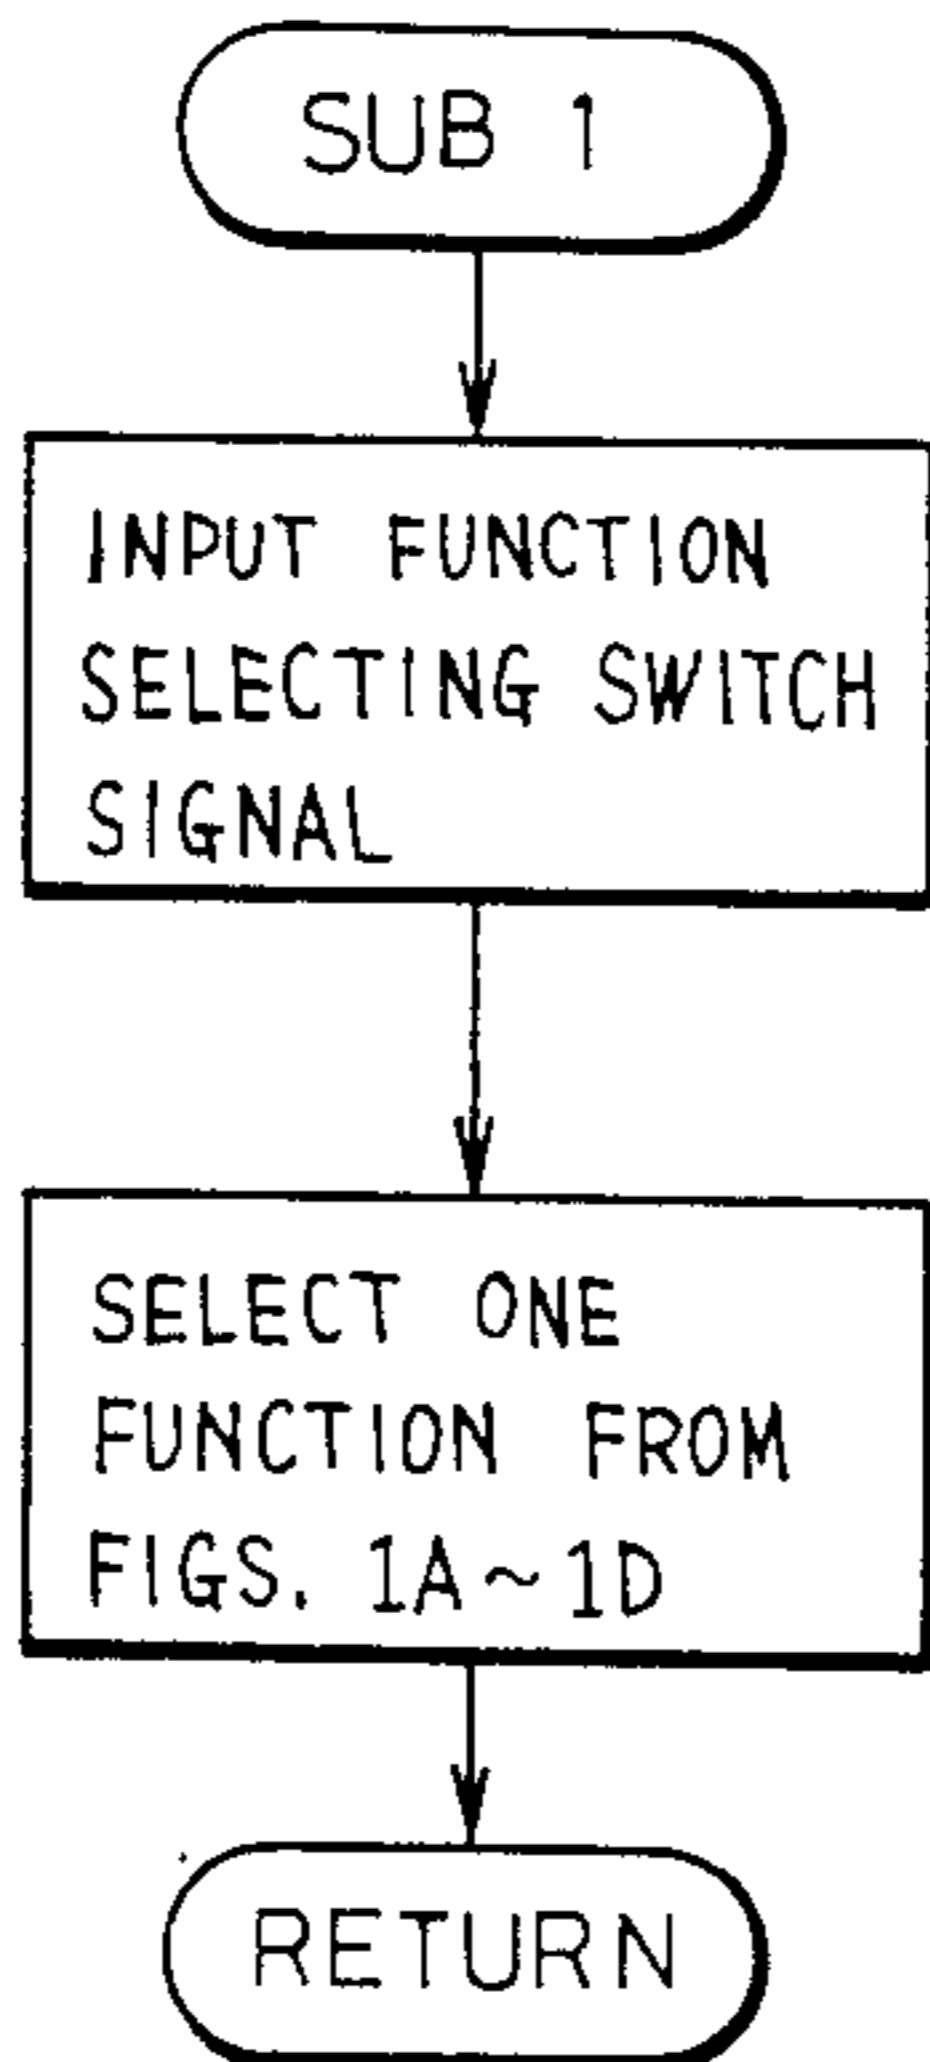 SUB 1
INPUT FUNCTION
SELECTING SWITCH
SIGNAL
SELECT ONE
FUNCTION FROM
FIGS. 1A~1D
RETURN